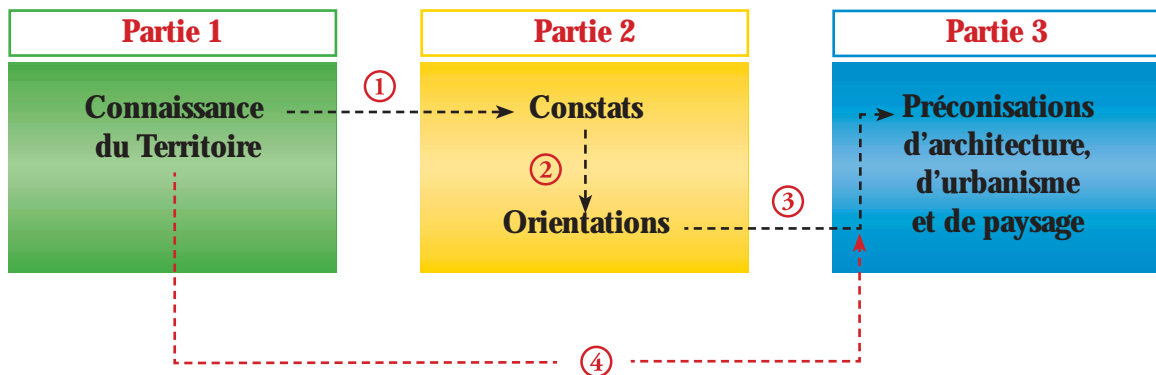 Partie 1
Partie 2
Partie 3
Connaissance
du Territoire
①
Constats
②
Orientations
③
Préconisations
d'architecture,
d'urbanisme
et de paysage
④